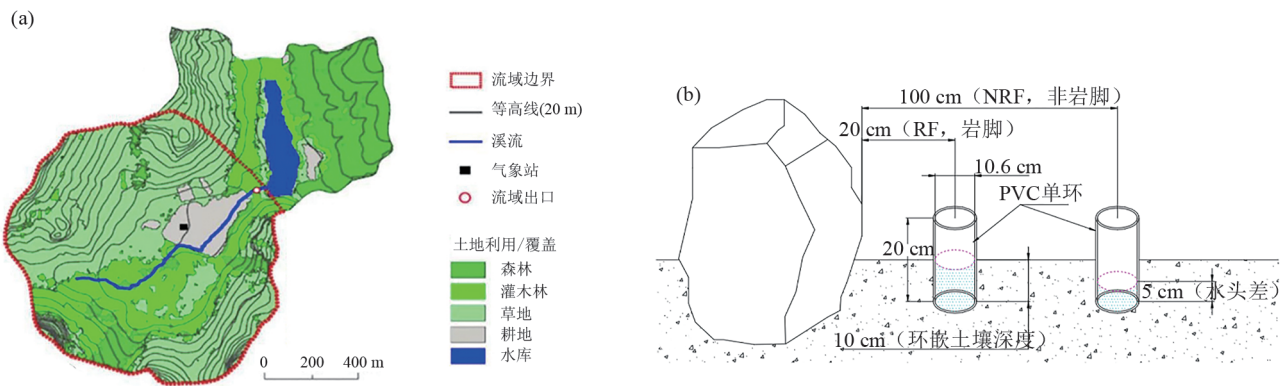 (a)
流域边界
等高线(20 m)
溪流
气象站
流域出口
土地利用/覆盖
森林
灌木林
草地
耕地
水库
0 200 400 m
(b)
100 cm（NRF，非岩脚）
20 cm（RF，岩脚）
10.6 cm
PVC单环
20 cm
5 cm（水头差）
10 cm（环嵌土壤深度）